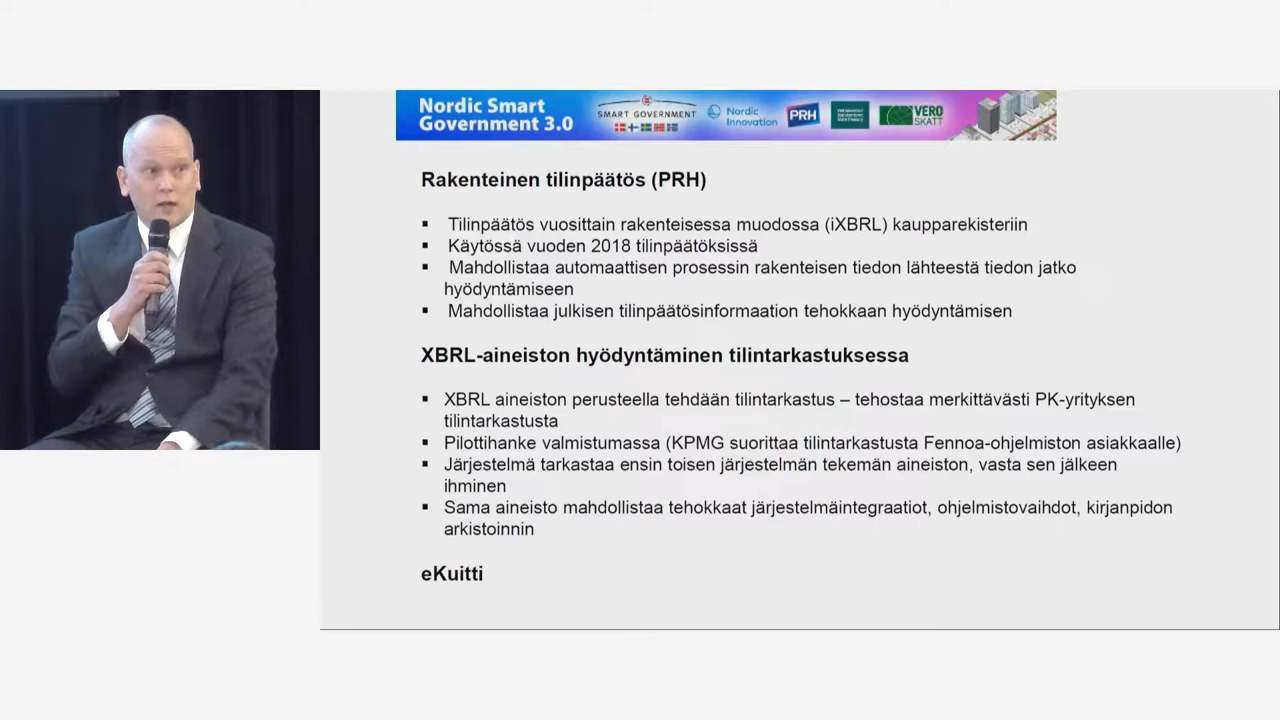 Nordic Smart
Government 3.0
SMART GOVERNMENT
Nordic
Innovation
PRH
VERO
SKATT
Rakenteinen tilinpäätös (PRH)
▪ Tilinpäätös vuosittain rakenteisessa muodossa (iXBRL) kaupparekisteriin
▪ Käytössä vuoden 2018 tilinpäätöksissä
▪ Mahdollistaa automaattisen prosessin rakenteisen tiedon lähteestä tiedon jatko
hyödyntämiseen
▪ Mahdollistaa julkisen tilinpäätösinformaation tehokkaan hyödyntämisen
XBRL-aineiston hyödyntäminen tilintarkastuksessa
▪ XBRL aineiston perusteella tehdään tilintarkastus – tehostaa merkittävästi PK-yrityksen
tilintarkastusta
▪ Pilottihanke valmistumassa (KPMG suorittaa tilintarkastusta Fennoa-ohjelmiston asiakkaalle)
▪ Järjestelmä tarkastaa ensin toisen järjestelmän tekemän aineiston, vasta sen jälkeen
ihminen
▪ Sama aineisto mahdollistaa tehokkaat järjestelmäintegraatiot, ohjelmistovaihdot, kirjanpidon
arkistoinnin
eKuitti